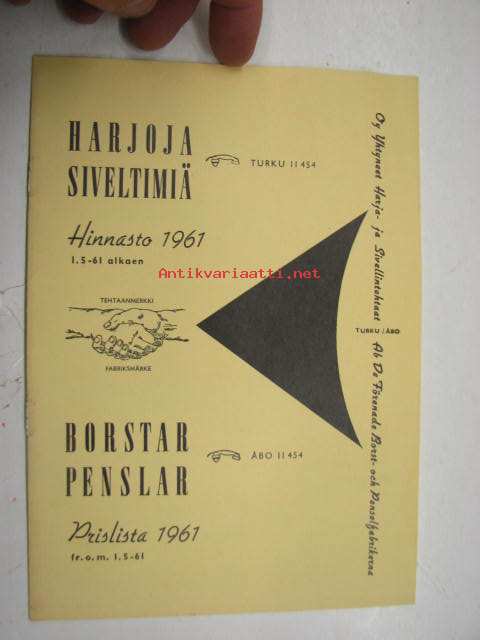 HARJOJA
SIVELTIMIÄ
TURKU 11 454
Hinnasto 1961
1.5-61 alkaen
Antikvariaatti.net
TEHTAANMERKKI
FABRIKSMÄRKE
BORSTAR
PENSLAR
ÅBO 11 454
Prislista 1961
fr.o.m. 1.5-61
Oy Yhtyneet Harja- ja Sivellintehtaat
TURKU / ÅBO
Ab De Förenade Borst- och Penselfabrikerna